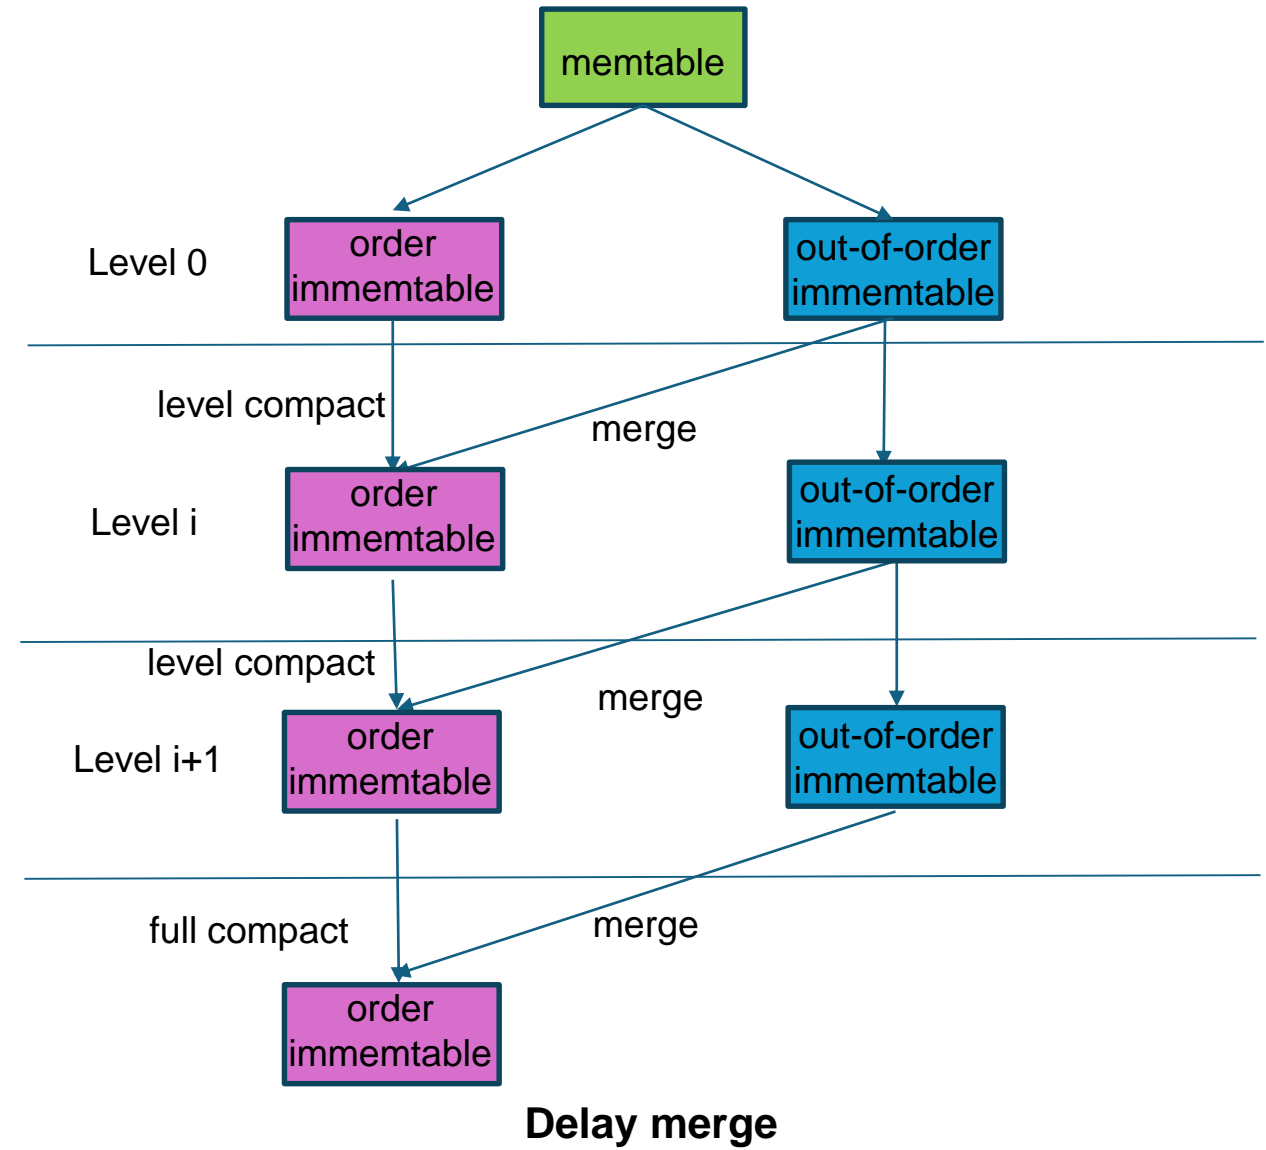 memtable
Level 0
order
immemtable
out-of-order
immemtable
level compact
merge
Level i
order
immemtable
out-of-order
immemtable
level compact
merge
Level i+1
order
immemtable
out-of-order
immemtable
full compact
merge
order
immemtable
Delay merge